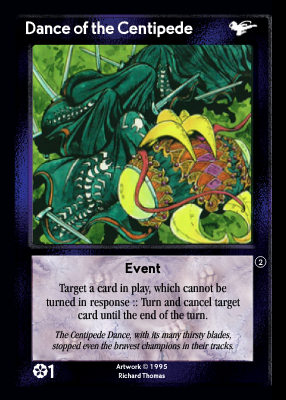 Dance of the Centipede
Event
2
Target a card in play, which cannot be
turned in response :: Turn and cancel target
card until the end of the turn.
The Centipede Dance, with its many thirsty blades,
stopped even the bravest champions in their tracks.
1
Artwork © 1995
Richard Thomas